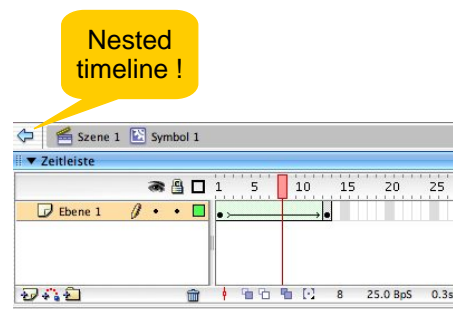 Nested
timeline !
Szene 1 Symbol 1
Zeitleiste
1 5 10 15 20 25
Ebene 1
8 25.0 BpS 0.3s